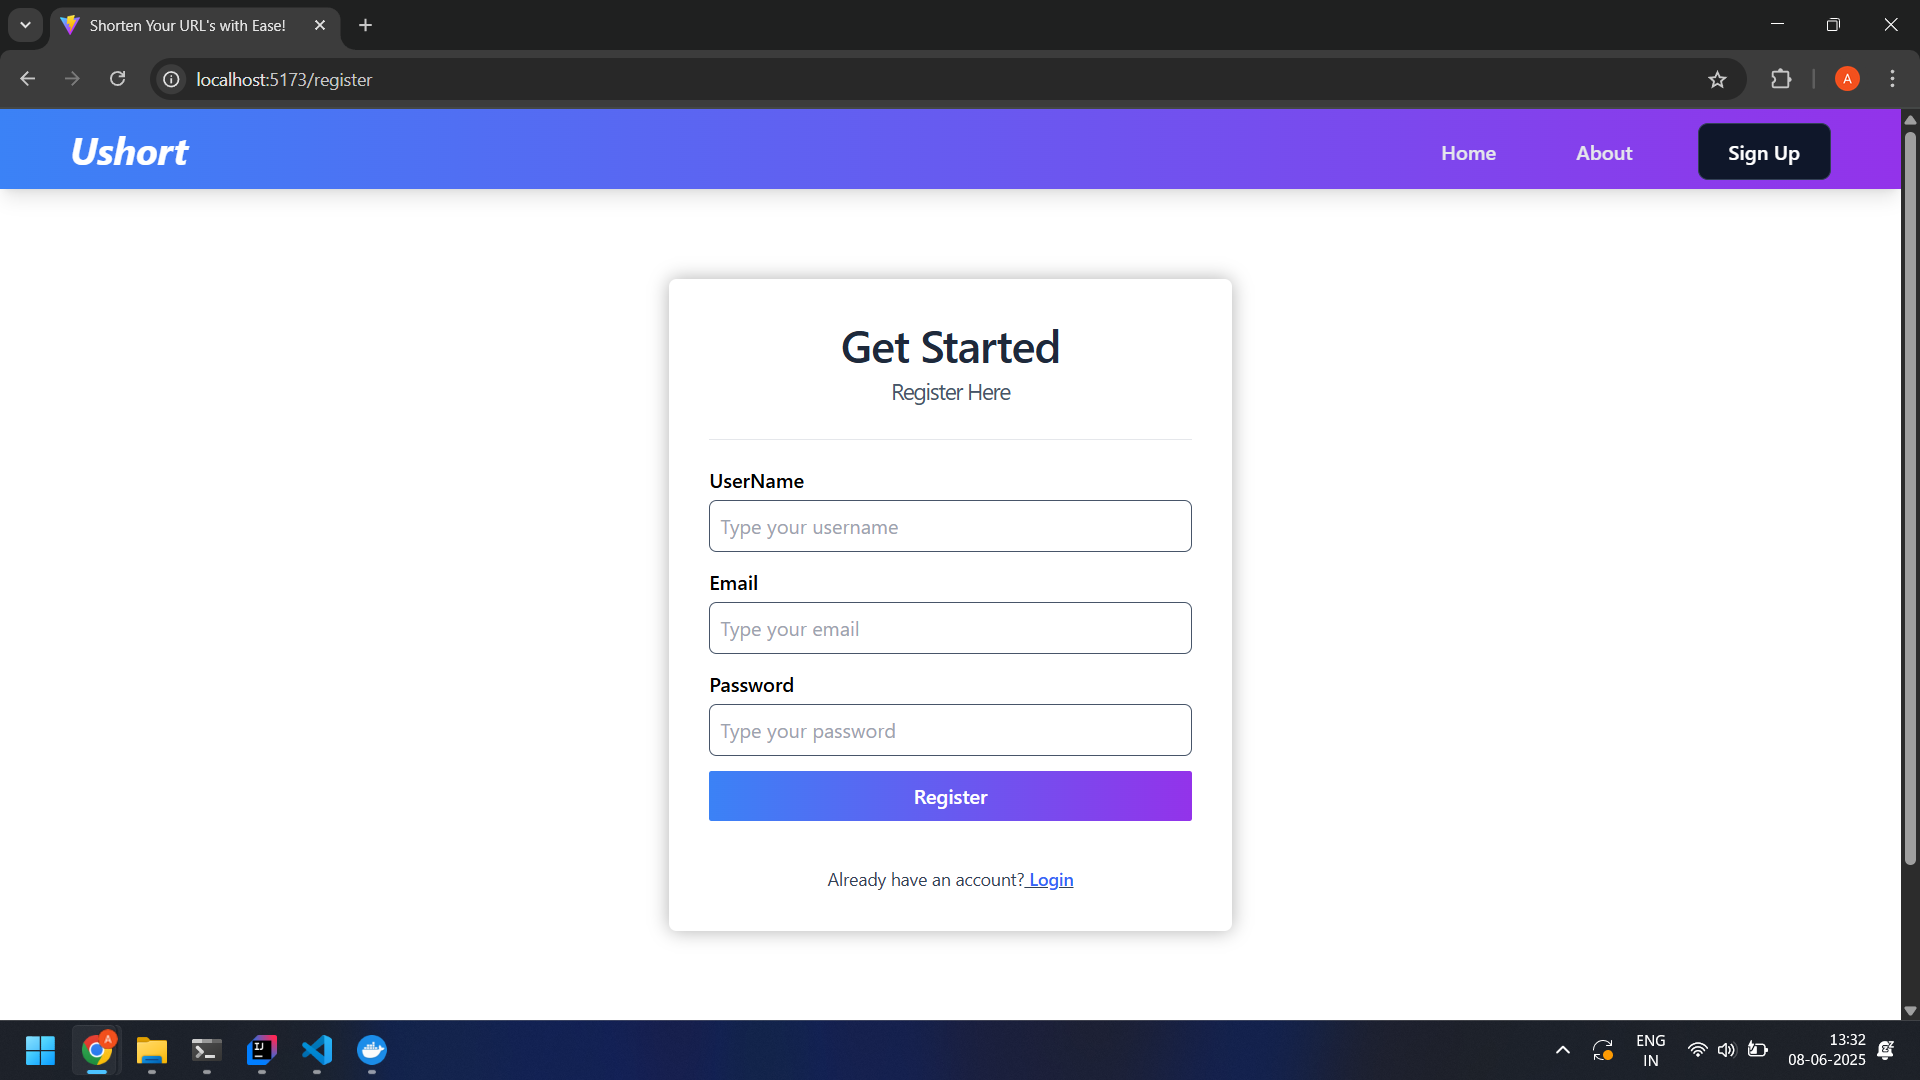 Shorten Your URL's with Ease!
localhost:5173/register
A
Ushort
Home
About
Sign Up
Get Started
Register Here
UserName
Type your username
Email
Type your email
Password
Type your password
Register
Already have an account? Login
A
IJ
ENG
IN
13:32
08-06-2025